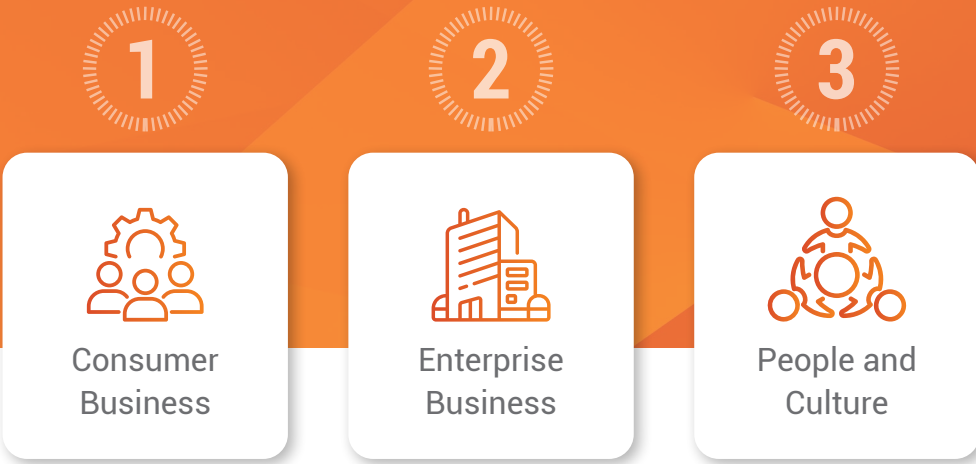 1
2
3
Consumer
Business
Enterprise
Business
People and
Culture